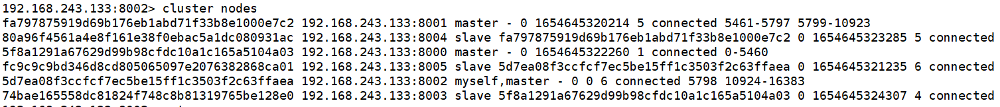 192.168.243.133:8002> cluster nodes
fa797875919d69b176eb1abd71f33b8e1000e7c2 192.168.243.133:8001 master - 0 1654645320214 5 connected 5461-5797 5799-10923
80a96f4561a4e8f161e38f0ebac5a1dc080931ac 192.168.243.133:8004 slave fa797875919d69b176eb1abd71f33b8e1000e7c2 0 1654645323285 5 connected
5f8a1291a67629d99b98cfdc10a1c165a5104a03 192.168.243.133:8000 master - 0 1654645322260 1 connected 0-5460
fc9c9c9bd346d8cd805065097e2076382868ca01 192.168.243.133:8005 slave 5d7ea08f3ccfcf7ec5be15ff1c3503f2c63ffaea 0 1654645321235 6 connected
5d7ea08f3ccfcf7ec5be15ff1c3503f2c63ffaea 192.168.243.133:8002 myself,master - 0 0 6 connected 5798 10924-16383
74bae165558dc81824f748c8b81319765be128e0 192.168.243.133:8003 slave 5f8a1291a67629d99b98cfdc10a1c165a5104a03 0 1654645324307 4 connected